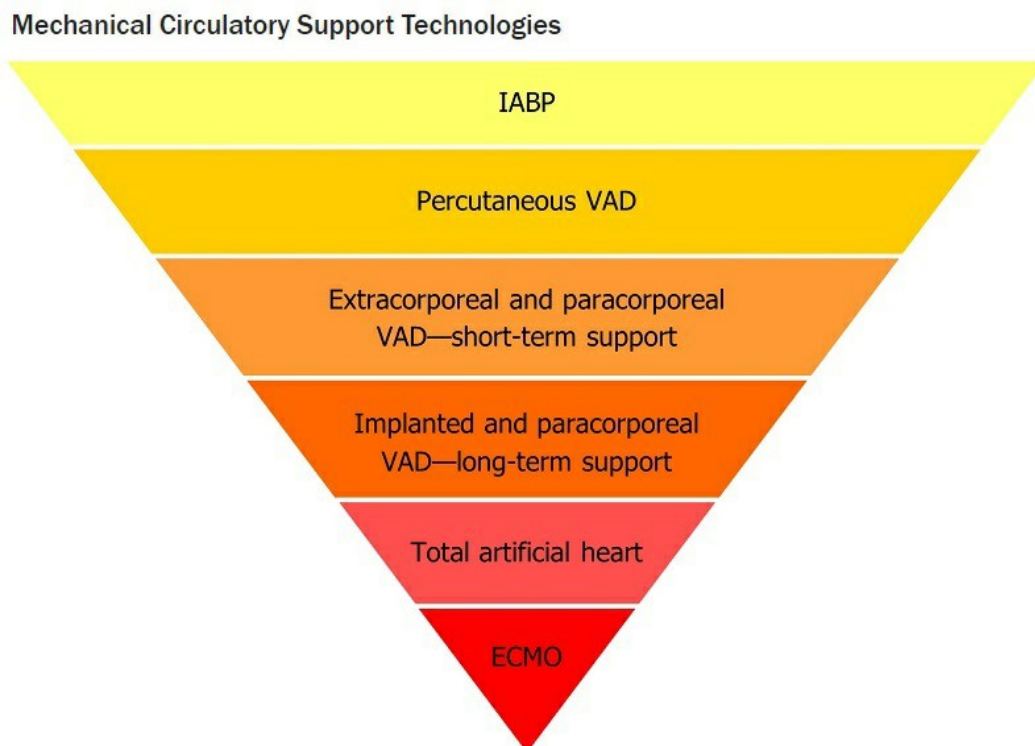 Mechanical Circulatory Support Technologies
IABP
Percutaneous VAD
Extracorporeal and paracorporeal
VAD—short-term support
Implanted and paracorporeal
VAD—long-term support
Total artificial heart
ECMO